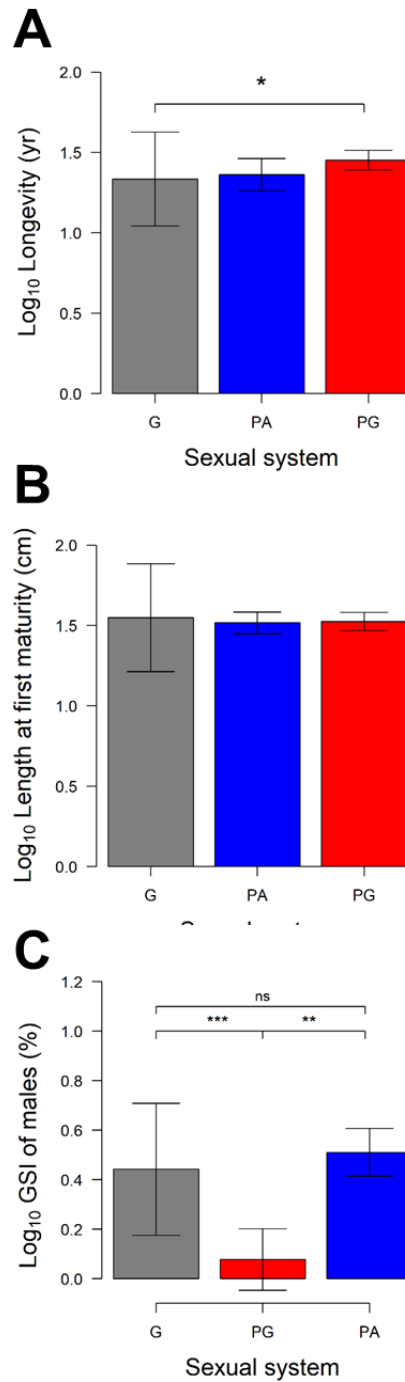 A
Log₁₀ Longevity (yr)
2.0
*
1.5
1.0
0.5
0.0
G PA PG
Sexual system
B
Log₁₀ Length at first maturity (cm)
2.0
1.5
1.0
0.5
0.0
G PA PG
C
Log₁₀ GSI of males (%)
1.2
ns
1.0
*** **
0.8
0.6
0.4
0.2
0.0
G PG PA
Sexual system